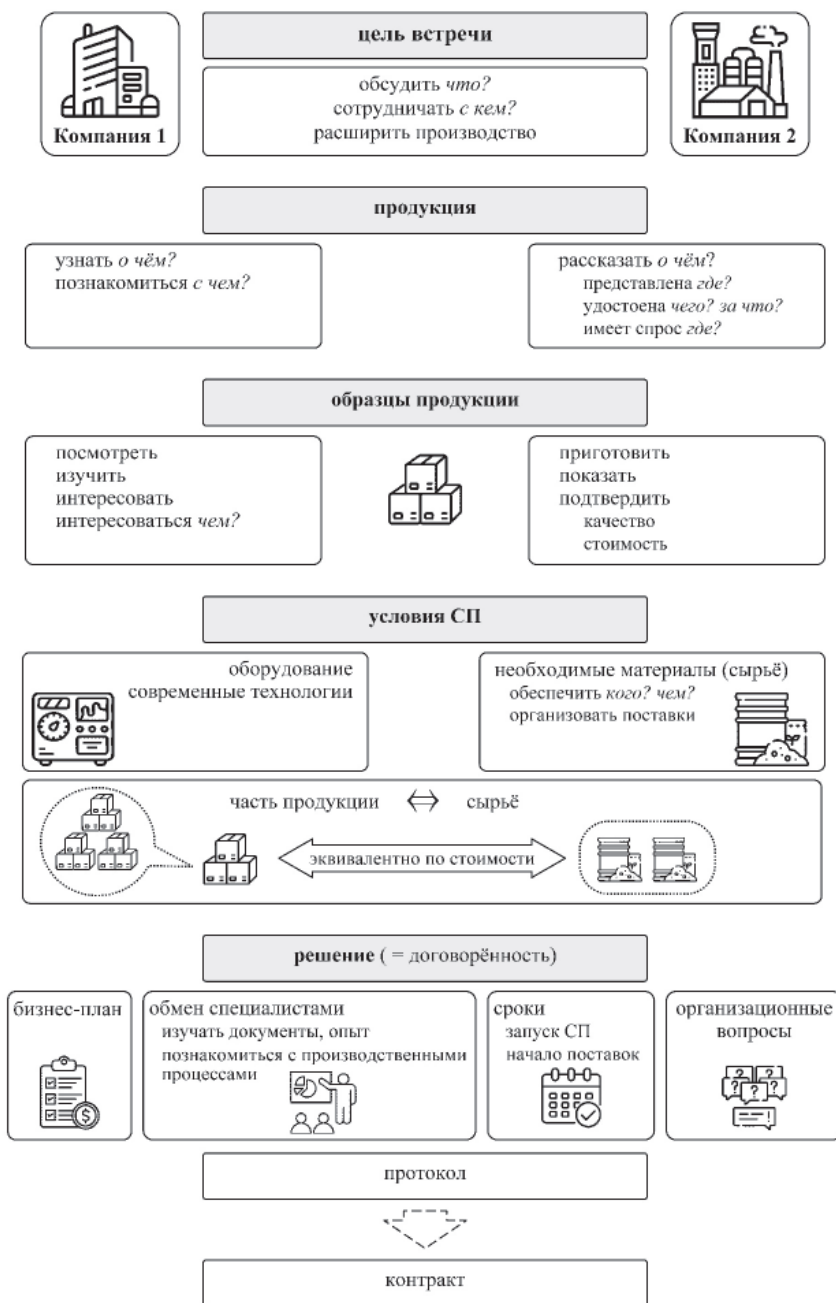 цель встречи
Компания 1
обсудить что?
сотрудничать с кем?
расширить производство
Компания 2
продукция
узнать о чём?
познакомиться с чем?
рассказать о чём?
представлена где?
удостоена чего? за что?
имеет спрос где?
образцы продукции
посмотреть
изучить
интересовать
интересоваться чем?
приготовить
показать
подтвердить
качество
стоимость
условия СП
оборудование
современные технологии
необходимые материалы (сырьё)
обеспечить кого? чем?
организовать поставки
часть продукции ⇔ сырьё
эквивалентно по стоимости
решение ( = договорённость)
бизнес-план
$
обмен специалистами
изучать документы, опыт
познакомиться с производственными
процессами
сроки
запуск СП
начало поставок
организационные
вопросы
? ? ? ? ?
!
протокол
контракт